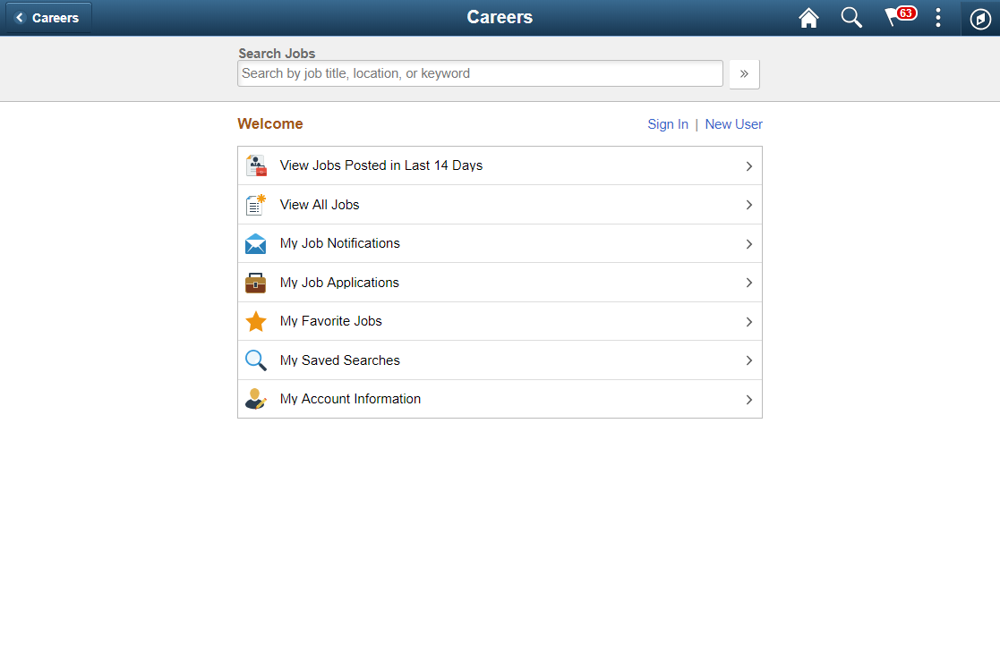 Careers
Careers
63
Search Jobs
Search by job title, location, or keyword
»
Welcome
Sign In | New User
View Jobs Posted in Last 14 Days
View All Jobs
My Job Notifications
My Job Applications
My Favorite Jobs
My Saved Searches
My Account Information